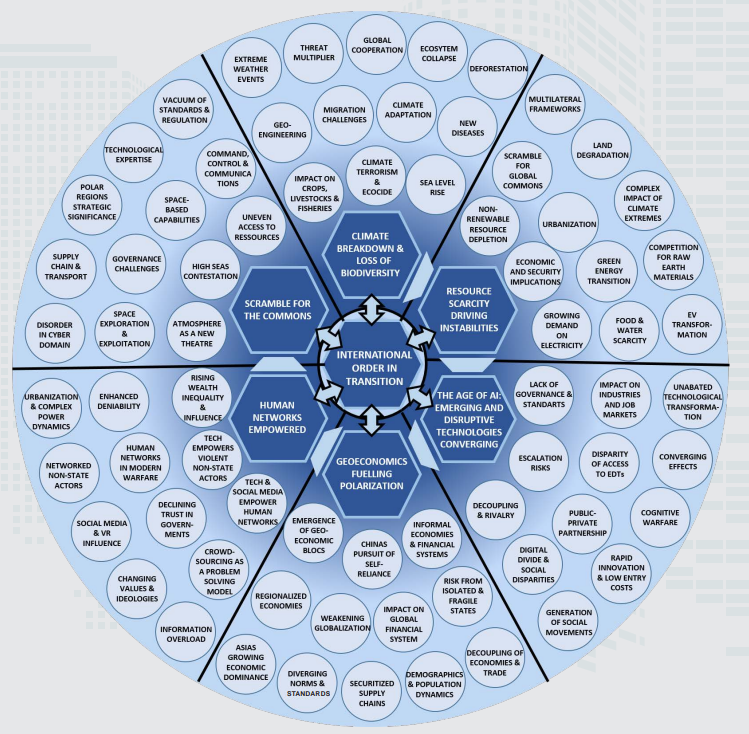 EXTREME
WEATHER
EVENTS
THREAT
MULTIPLIER
GLOBAL
COOPERATION
ECOSYTEM
COLLAPSE
DEFORESTATION
GEO-
ENGINEERING
MIGRATION
CHALLENGES
CLIMATE
ADAPTATION
NEW
DISEASES
IMPACT ON
CROPS,
LIVESTOCKS &
FISHERIES
CLIMATE
TERRORISM
&
ECOCIDE
SEA LEVEL
RISE
CLIMATE
BREAKDOWN &
LOSS OF
BIODIVERSITY
MULTILATERAL
FRAMEWORKS
LAND
DEGRADATION
SCRAMBLE
FOR
GLOBAL
COMMONS
COMPLEX
IMPACT OF
CLIMATE
EXTREMES
NON-
RENEWABLE
RESOURCE
DEPLETION
URBANIZATION
COMPETITION
FOR RAW
EARTH
MATERIALS
ECONOMIC
AND SECURITY
IMPLICATIONS
GREEN
ENERGY
TRANSITION
GROWING
DEMAND
ON
ELECTRICITY
FOOD &
WATER
SCARCITY
EV
TRANSFOR-
MATION
RESOURCE
SCARCITY
DRIVING
INSTABILITIES
VACUUM OF
STANDARDS &
REGULATION
TECHNOLOGICAL
EXPERTISE
COMMAND,
CONTROL &
COMMUNICA
TIONS
POLAR
REGIONS
STRATEGIC
SIGNIFICANCE
SPACE-
BASED
CAPABILITIES
UNEVEN
ACCESS TO
RESSOURCES
SUPPLY
CHAIN &
TRANSPORT
GOVERNANCE
CHALLENGES
HIGH SEAS
CONTESTATION
DISORDER
IN CYBER
DOMAIN
SPACE
EXPLORATION
&
EXPLOITATION
ATMOSPHERE
AS A NEW
THEATRE
SCRAMBLE FOR
THE COMMONS
INTERNATIONAL
ORDER IN
TRANSITION
URBANIZATION
& COMPLEX
POWER
DYNAMICS
ENHANCED
DENIABILITY
RISING
WEALTH
INEQUALITY
&
INFLUENCE
NETWORKED
NON-STATE
ACTORS
HUMAN
NETWORKS
IN MODERN
WARFARE
TECH
EMPOWERS
VIOLENT
NON-STATE
ACTORS
SOCIAL MEDIA
& VR
INFLUENCE
DECLINING
TRUST IN
GOVERN-
MENTS
TECH &
SOCIAL MEDIA
EMPOWER
HUMAN
NETWORKS
CHANGING
VALUES &
IDEOLOGIES
CROWD-
SOURCING AS
A PROBLEM
SOLVING
MODEL
INFORMATION
OVERLOAD
HUMAN
NETWORKS
EMPOWERED
THE AGE OF AI:
EMERGING AND
DISRUPTIVE
TECHNOLOGIES
CONVERGING
LACK OF
GOVERNANCE
& STANDARTS
IMPACT ON
INDUSTRIES
AND JOB
MARKETS
UNABATED
TECHNOLOGICAL
TRANSFORMA-
TION
ESCALATION
RISKS
DISPARITY
OF ACCESS
TO EDTs
CONVERGING
EFFECTS
DECOUPLING
& RIVALRY
PUBLIC-
PRIVATE
PARTNERSHIP
COGNITIVE
WARFARE
DIGITAL
DIVIDE &
SOCIAL
DISPARITIES
RAPID
INNOVATION
& LOW ENTRY
COSTS
GENERATION
OF SOCIAL
MOVEMENTS
GEOECONOMICS
FUELLING
POLARIZATION
EMERGENCE
OF GEO-
ECONOMIC
BLOCS
CHINAS
PURSUIT OF
SELF-
RELIANCE
INFORMAL
ECONOMIES
& FINANCIAL
SYSTEMS
REGIONALIZED
ECONOMIES
WEAKENING
GLOBALIZATION
IMPACT ON
GLOBAL
FINANCIAL
SYSTEM
RISK FROM
ISOLATED &
FRAGILE
STATES
ASIAS
GROWING
ECONOMIC
DOMINANCE
DIVERGING
NORMS &
STANDARDS
SECURITIZED
SUPPLY
CHAINS
DEMOGRAPHICS
& POPULATION
DYNAMICS
DECOUPLING OF
ECONOMIES &
TRADE